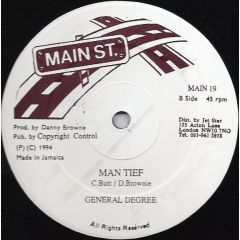 MAIN ST.
MAIN 19
B Side 45 rpm
Prod. by Danny Browne
Pub. by Copyright Control
(P) (C) 1994
Made in Jamaica
Dist. by Jet Star
155 Acton Lane
London NW10 7NQ
Tel: 081-961 5818
MAN TIEF
C.Butt / D.Brownie
GENERAL DEGREE
All Rights Reserved